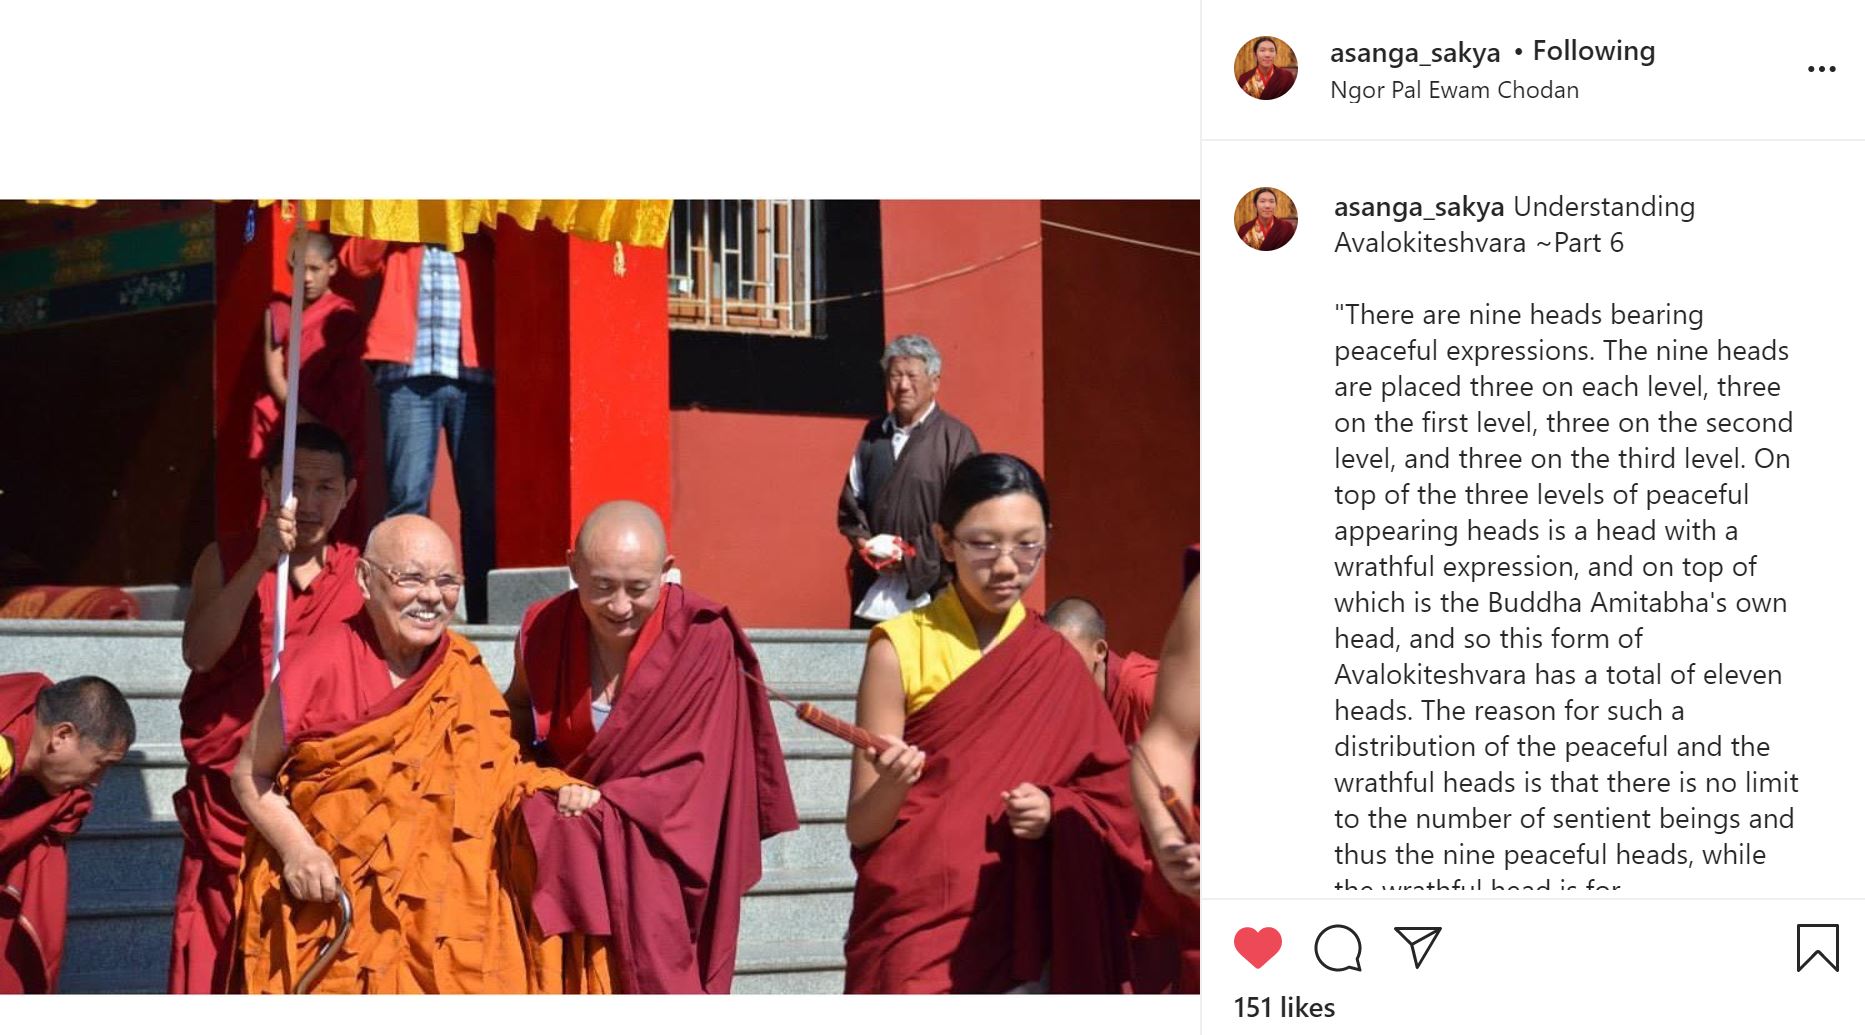 asanga_sakya • Following
Ngor Pal Ewam Chodan
asanga_sakya Understanding
Avalokiteshvara ~Part 6
"There are nine heads bearing
peaceful expressions. The nine heads
are placed three on each level, three
on the first level, three on the second
level, and three on the third level. On
top of the three levels of peaceful
appearing heads is a head with a
wrathful expression, and on top of
which is the Buddha Amitabha's own
head, and so this form of
Avalokiteshvara has a total of eleven
heads. The reason for such a
distribution of the peaceful and the
wrathful heads is that there is no limit
to the number of sentient beings and
thus the nine peaceful heads, while
the wrathful head is for
151 likes